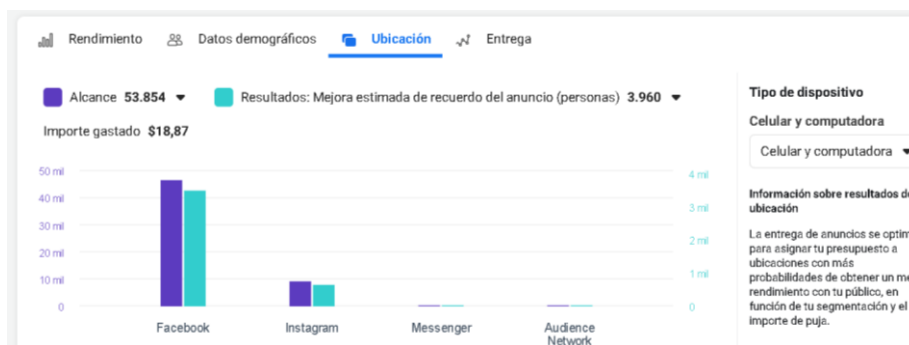 Rendimiento Datos demográficos Ubicación Entrega
Alcance 53.854 Resultados: Mejora estimada de recuerdo del anuncio (personas) 3.960
Importe gastado $18,87
50 mil
40 mil
30 mil
20 mil
10 mil
0
4 mil
3 mil
2 mil
1 mil
0
Facebook Instagram Messenger Audience
Network
Tipo de dispositivo
Celular y computadora
Celular y computadora
Información sobre resultados de
ubicación
La entrega de anuncios se optim
para asignar tu presupuesto a
ubicaciones con más
probabilidades de obtener un me
rendimiento con tu público, en
función de tu segmentación y el
importe de puja.